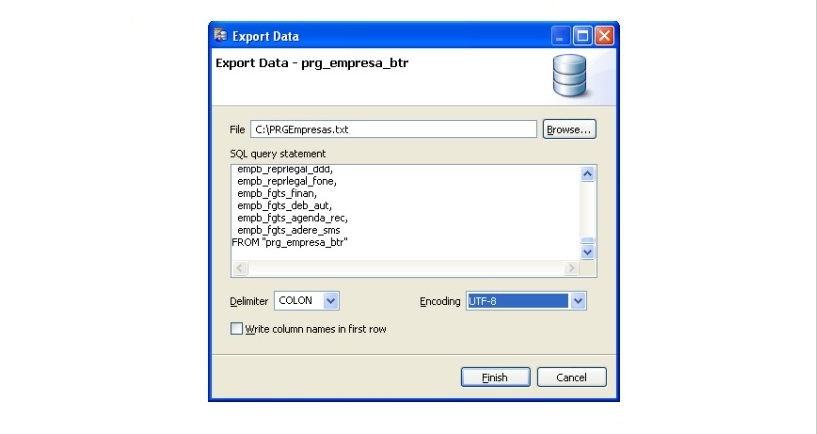 Export Data
Export Data - prg_empresa_btr
File C:\PRGEmpresas.txt Browse...
SQL query statement
empb_reprlegal_ddd,
empb_reprlegal_fone,
empb_fgts_finan,
empb_fgts_deb_aut,
empb_fgts_agenda_rec,
empb_fgts_adere_sms
FROM "prg_empresa_btr"
Delimiter COLON Encoding UTF-8
Write column names in first row
Finish Cancel